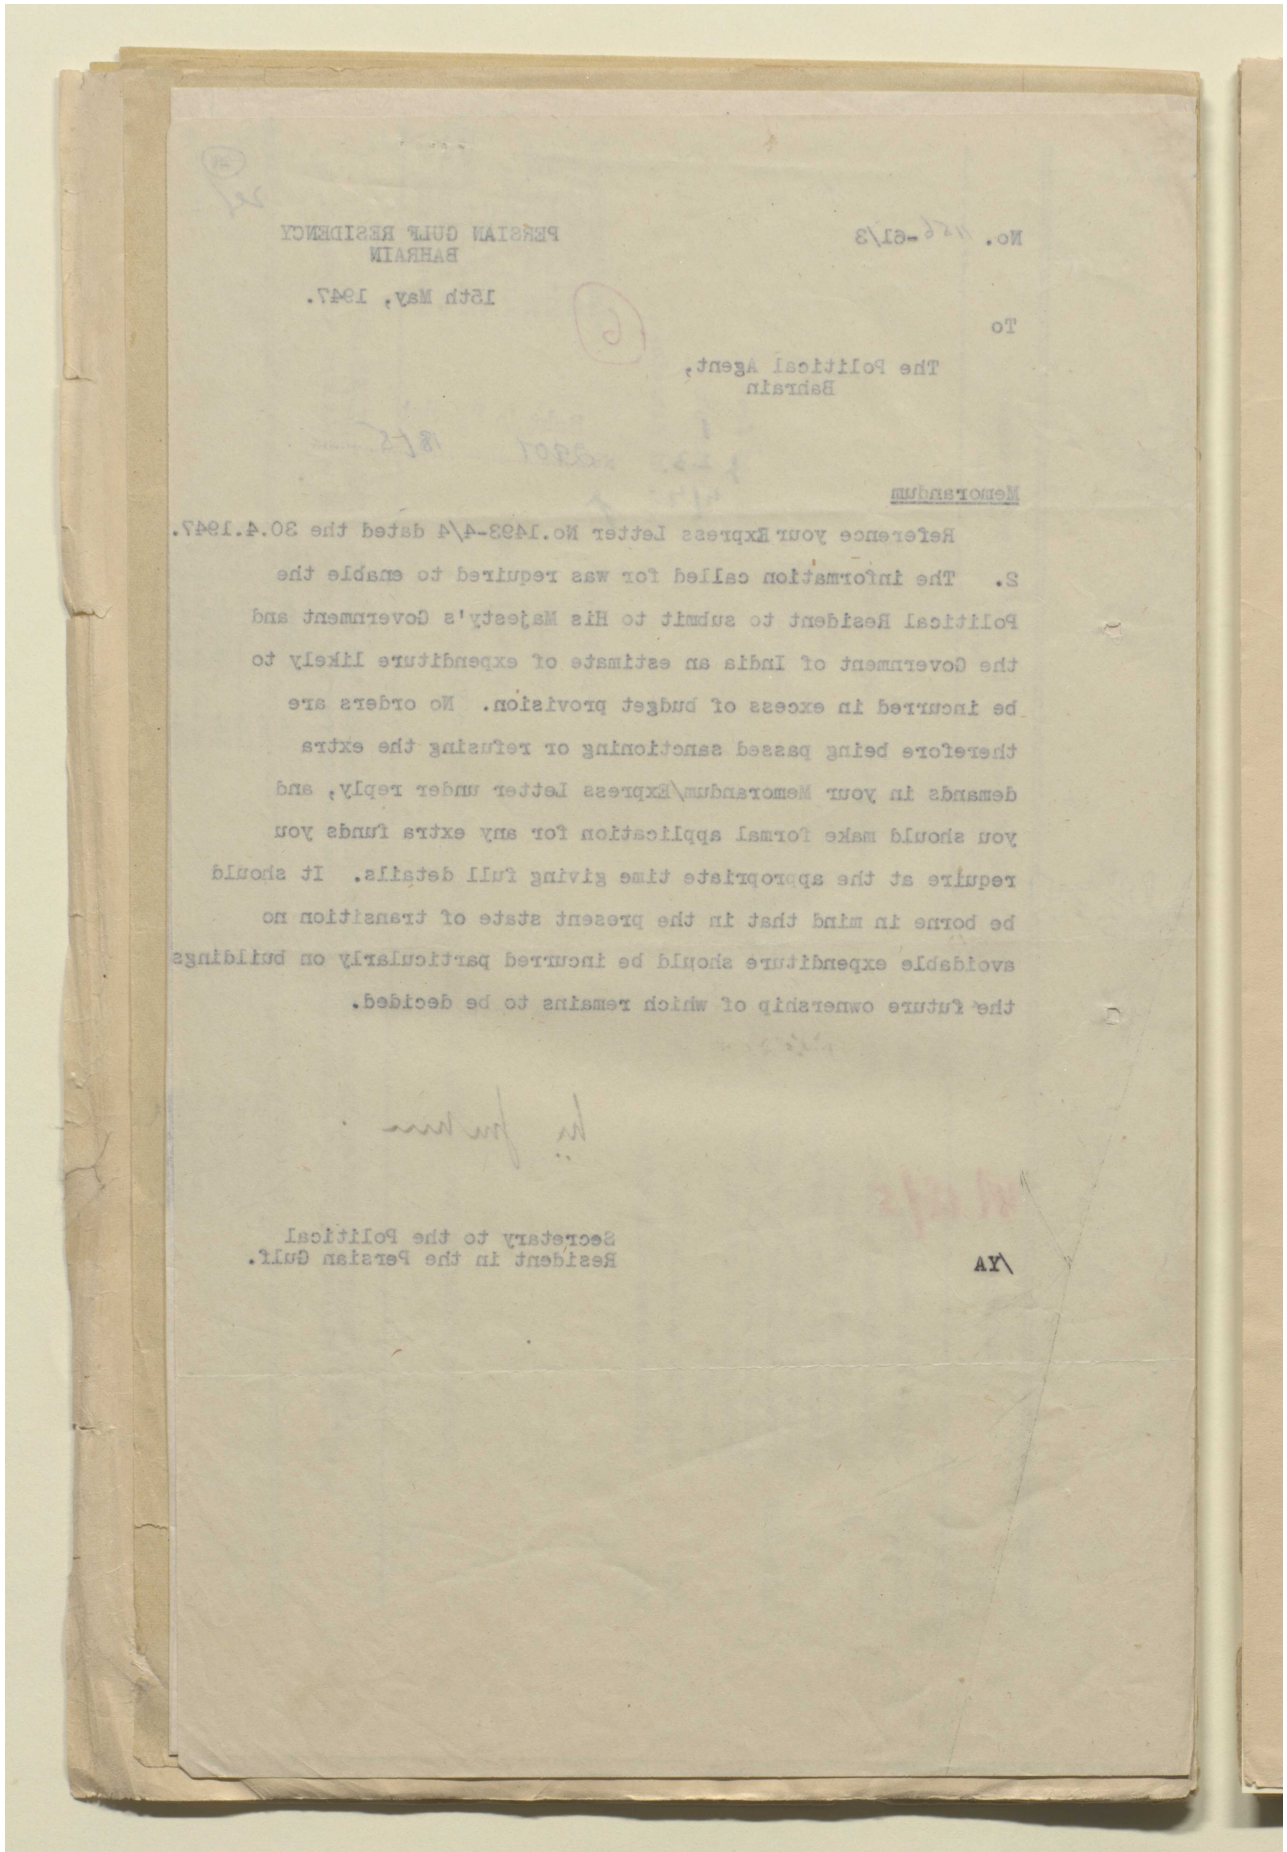 No. 1156-61/3
PERSIAN GULF RESIDENCY
BAHRAIN
15th May, 1947.
6
To
The Political Agent,
Bahrain
18/5
Memorandum
Reference your Express Letter No.1493-4/4 dated the 30.4.1947.
2. The information called for was required to enable the
Political Resident to submit to His Majesty's Government and
the Government of India an estimate of expenditure likely to
be incurred in excess of budget provision. No orders are
therefore being passed sanctioning or refusing the extra
demands in your Memorandum/Express Letter under reply, and
you should make formal application for any extra funds you
require at the appropriate time giving full details. It should
be borne in mind that in the present state of transition no
avoidable expenditure should be incurred particularly on buildings
the future ownership of which remains to be decided.
Secretary to the Political
Resident in the Persian Gulf.
AY